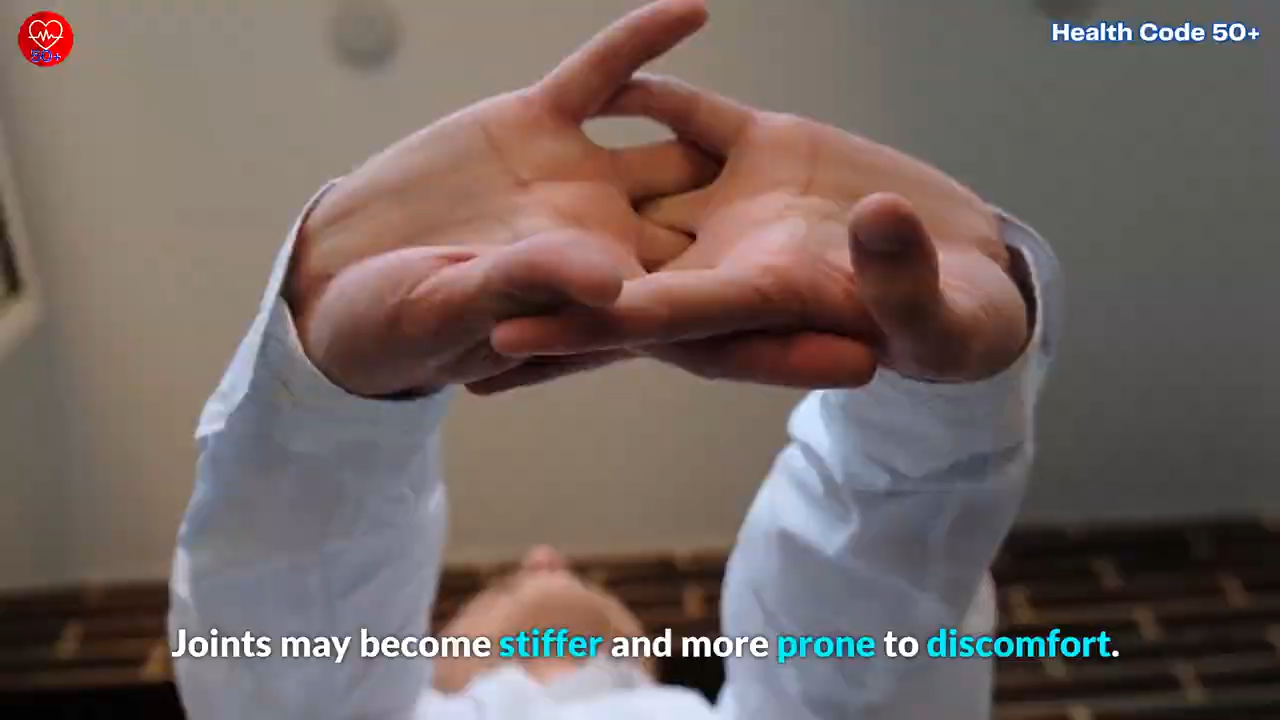 50+
Health Code 50+
Joints may become stiffer and more prone to discomfort.